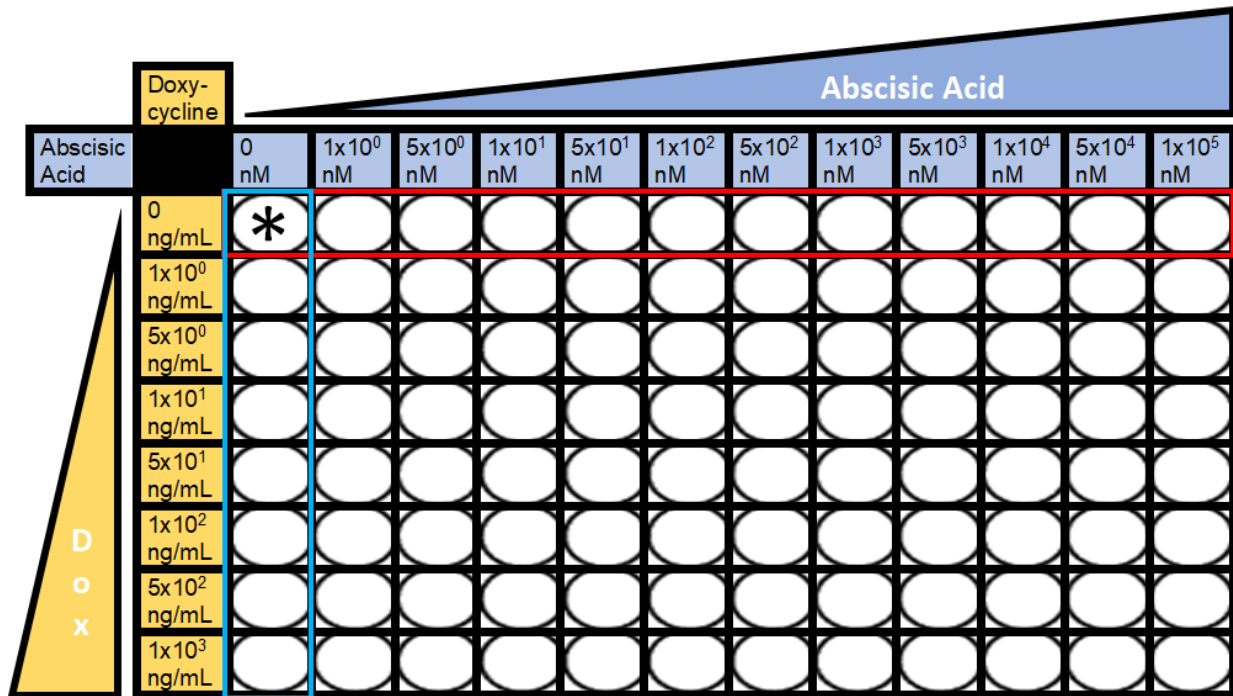 Abscisic Acid
Doxy-
cycline
Abscisic
Acid
0
nM
1x10⁰
nM
5x10⁰
nM
1x10¹
nM
5x10¹
nM
1x10²
nM
5x10²
nM
1x10³
nM
5x10³
nM
1x10⁴
nM
5x10⁴
nM
1x10⁵
nM
0
ng/mL
*
1x10⁰
ng/mL
5x10⁰
ng/mL
1x10¹
ng/mL
5x10¹
ng/mL
1x10²
ng/mL
5x10²
ng/mL
1x10³
ng/mL
D
o
x